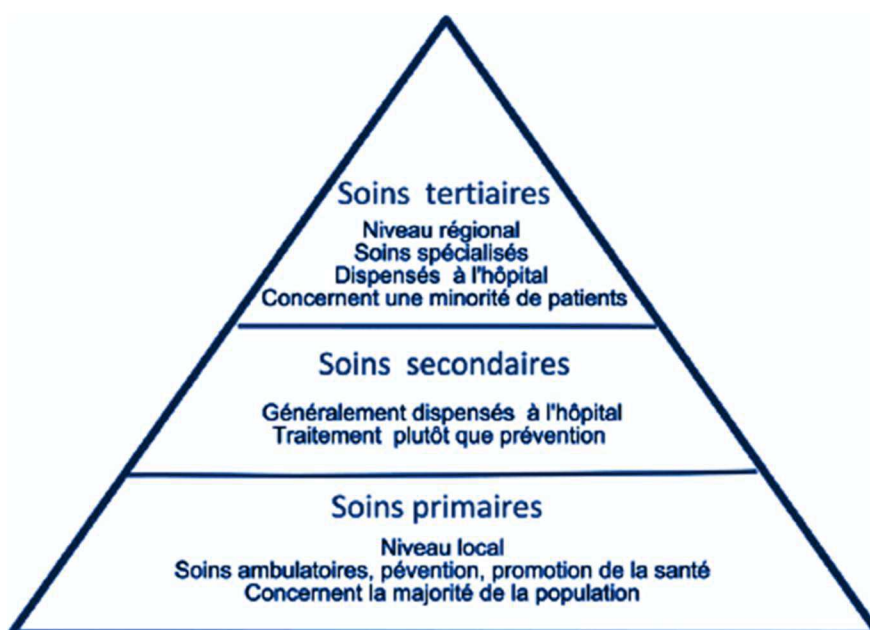 Soins tertiaires
Niveau régional
Soins spécialisés
Dispensés à l'hôpital
Concernent une minorité de patients
Soins secondaires
Généralement dispensés à l'hôpital
Traitement plutôt que prévention
Soins primaires
Niveau local
Soins ambulatoires, pévention, promotion de la santé
Concernent la majorité de la population